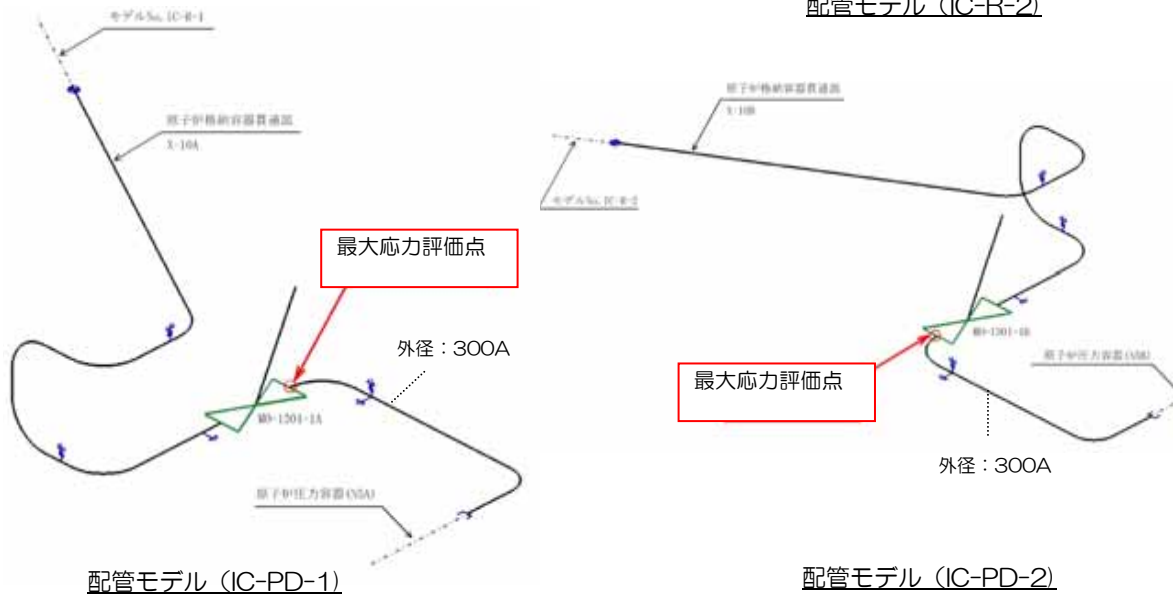 配管モデル（IC-R-2）
モデルNo. IC-R-1
原子炉格納容器貫通部
X-10A
最大応力評価点
外径：300A
MO-1301-1A
原子炉圧力容器(N5A)
配管モデル（IC-PD-1）
原子炉格納容器貫通部
X-10B
モデルNo. IC-R-2
MO-1301-1B
原子炉圧力容器(N5B)
最大応力評価点
外径：300A
配管モデル（IC-PD-2）